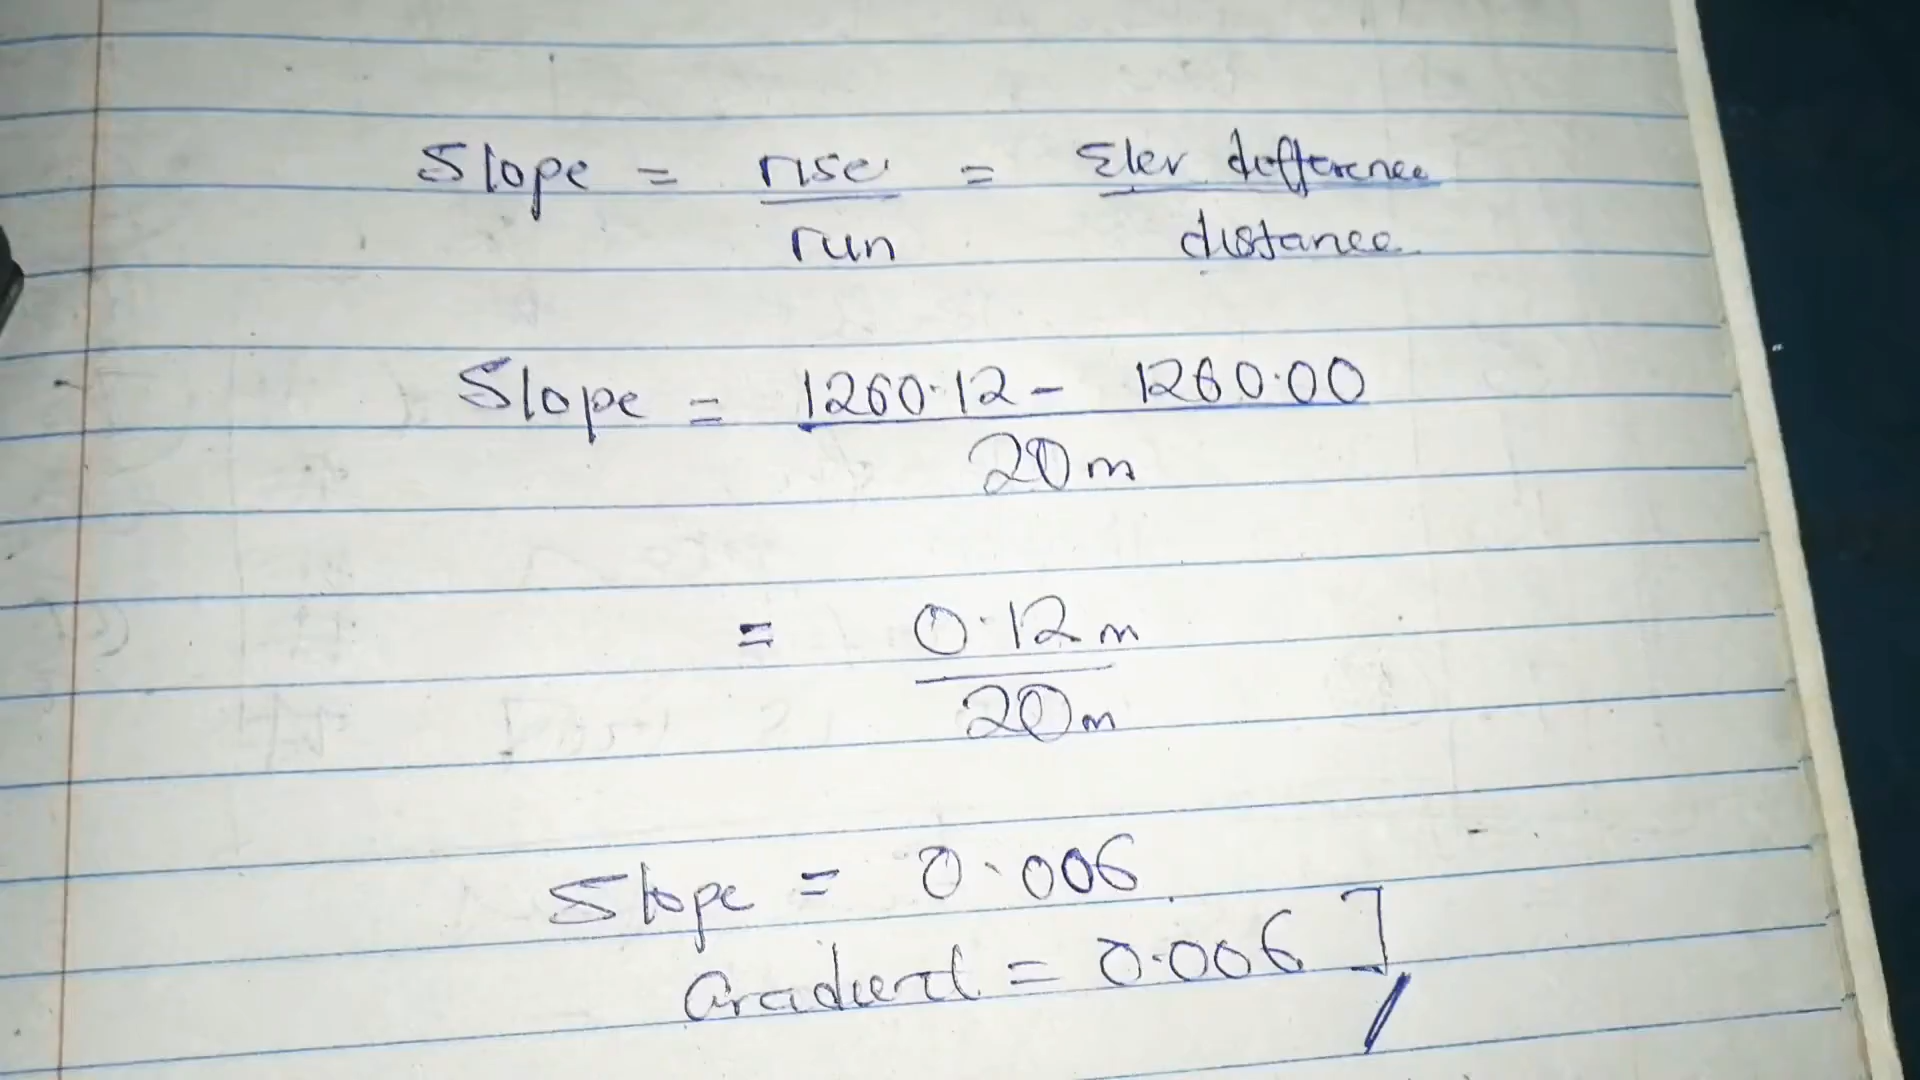 Slope = rise = Elev difference
run distance
Slope = 1260.12 - 1260.00
20m
= 0.12m
20m
Slope = 0.006
Gradient = 0.006]